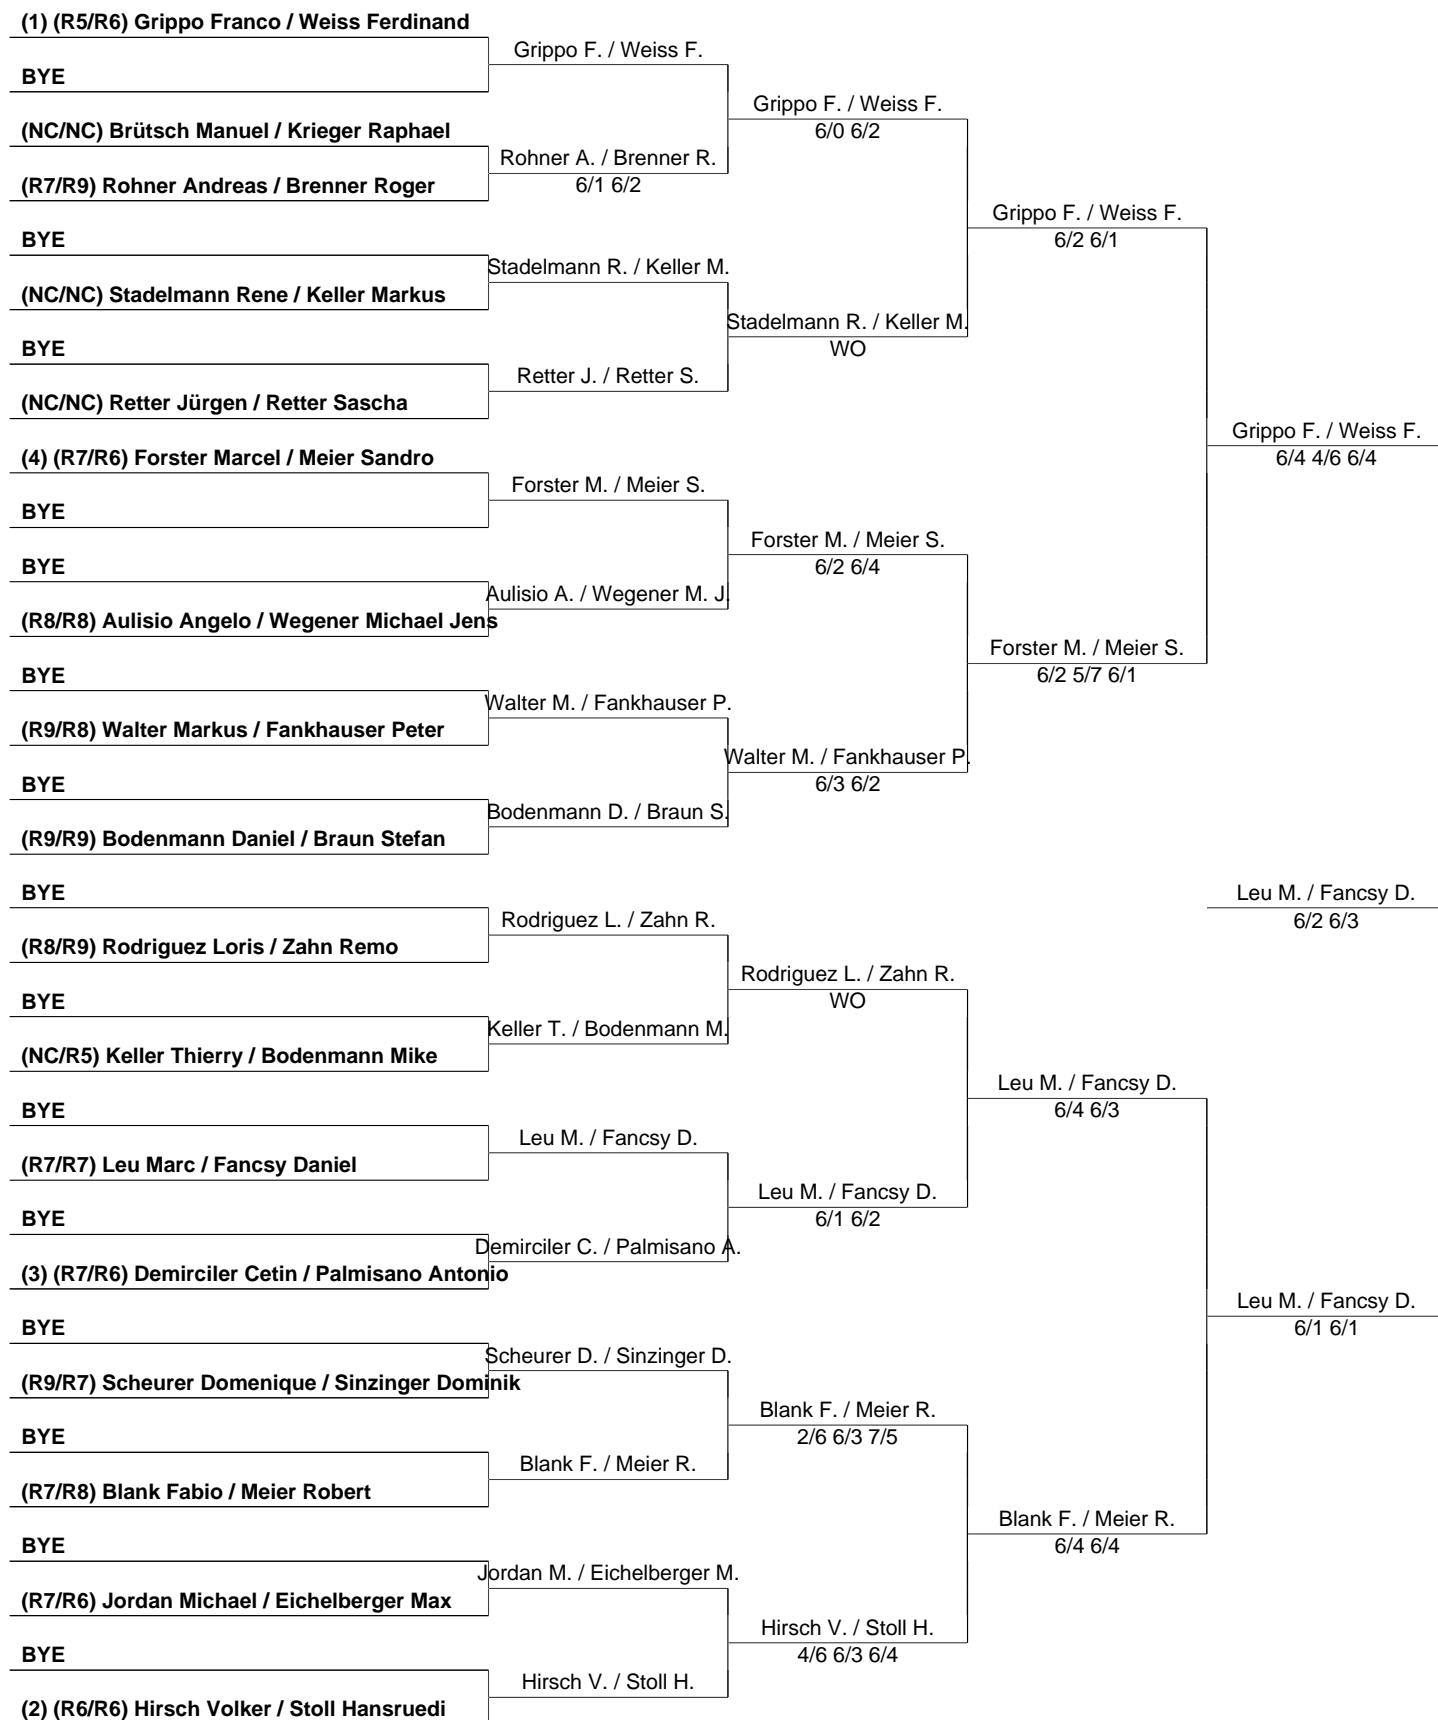 (1) (R5/R6) Grippo Franco / Weiss Ferdinand
Grippo F. / Weiss F.
BYE
Grippo F. / Weiss F.
6/0 6/2
(NC/NC) Brütsch Manuel / Krieger Raphael
Rohner A. / Brenner R.
6/1 6/2
(R7/R9) Rohner Andreas / Brenner Roger
Grippo F. / Weiss F.
6/2 6/1
BYE
Stadelmann R. / Keller M.
(NC/NC) Stadelmann Rene / Keller Markus
Stadelmann R. / Keller M.
WO
BYE
Retter J. / Retter S.
(NC/NC) Retter Jürgen / Retter Sascha
Grippo F. / Weiss F.
6/4 4/6 6/4
(4) (R7/R6) Forster Marcel / Meier Sandro
Forster M. / Meier S.
BYE
Forster M. / Meier S.
6/2 6/4
BYE
Aulisio A. / Wegener M. J.
(R8/R8) Aulisio Angelo / Wegener Michael Jens
Forster M. / Meier S.
6/2 5/7 6/1
BYE
Walter M. / Fankhauser P.
(R9/R8) Walter Markus / Fankhauser Peter
Walter M. / Fankhauser P.
6/3 6/2
BYE
Bodenmann D. / Braun S.
(R9/R9) Bodenmann Daniel / Braun Stefan
BYE
Leu M. / Fancsy D.
6/2 6/3
Rodriguez L. / Zahn R.
(R8/R9) Rodriguez Loris / Zahn Remo
Rodriguez L. / Zahn R.
WO
BYE
Keller T. / Bodenmann M.
(NC/R5) Keller Thierry / Bodenmann Mike
Leu M. / Fancsy D.
6/4 6/3
BYE
Leu M. / Fancsy D.
(R7/R7) Leu Marc / Fancsy Daniel
Leu M. / Fancsy D.
6/1 6/2
BYE
Demirciler C. / Palmisano A.
(3) (R7/R6) Demirciler Cetin / Palmisano Antonio
Leu M. / Fancsy D.
6/1 6/1
BYE
Scheurer D. / Sinzinger D.
(R9/R7) Scheurer Domenique / Sinzinger Dominik
Blank F. / Meier R.
2/6 6/3 7/5
BYE
Blank F. / Meier R.
(R7/R8) Blank Fabio / Meier Robert
Blank F. / Meier R.
6/4 6/4
BYE
Jordan M. / Eichelberger M.
(R7/R6) Jordan Michael / Eichelberger Max
Hirsch V. / Stoll H.
4/6 6/3 6/4
BYE
Hirsch V. / Stoll H.
(2) (R6/R6) Hirsch Volker / Stoll Hansruedi